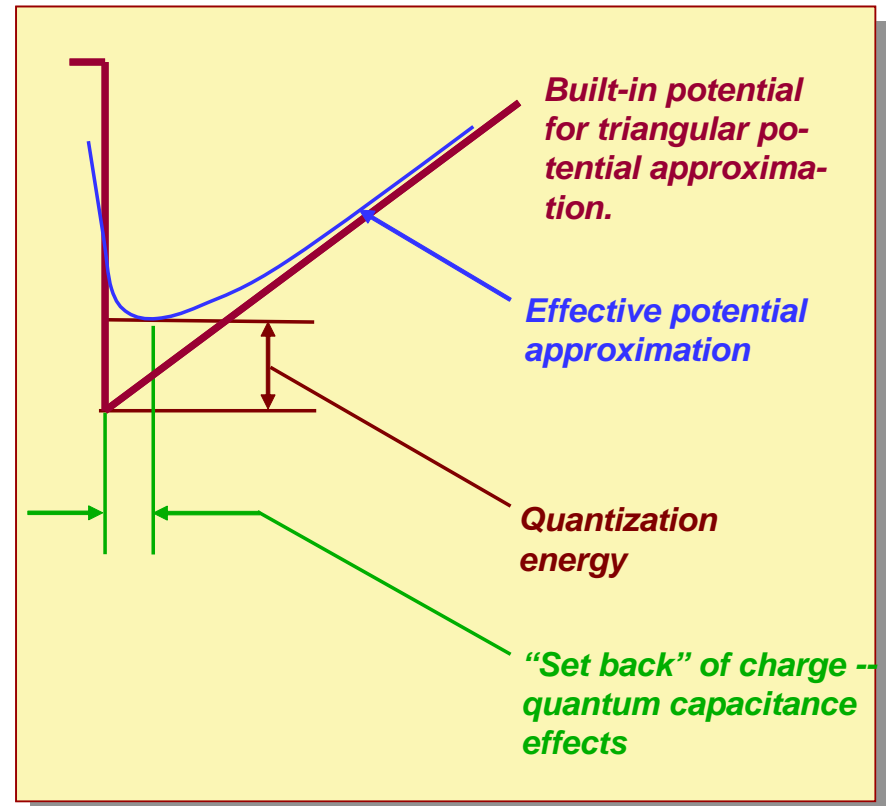 Built-in potential
for triangular po-
tential approxima-
tion.
Effective potential
approximation
Quantization
energy
“Set back” of charge --
quantum capacitance
effects